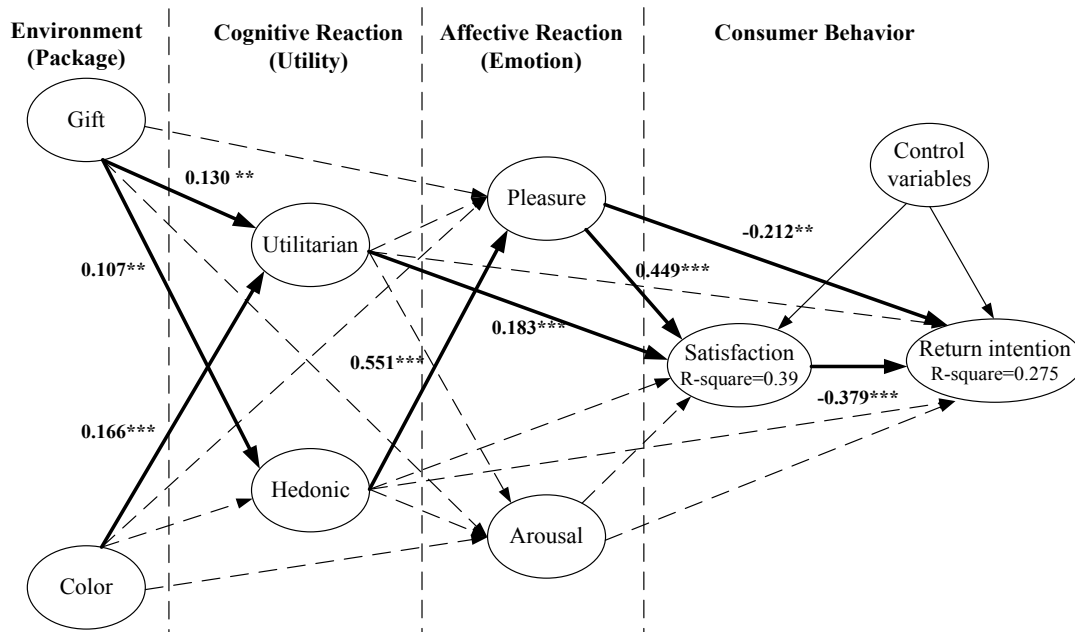 Environment
(Package)
Cognitive Reaction
(Utility)
Affective Reaction
(Emotion)
Consumer Behavior
Gift
Control
variables
0.130 **
Pleasure
-0.212**
Utilitarian
0.107**
0.449***
0.183***
Satisfaction
R-square=0.39
Return intention
R-square=0.275
0.551***
-0.379***
0.166***
Hedonic
Arousal
Color